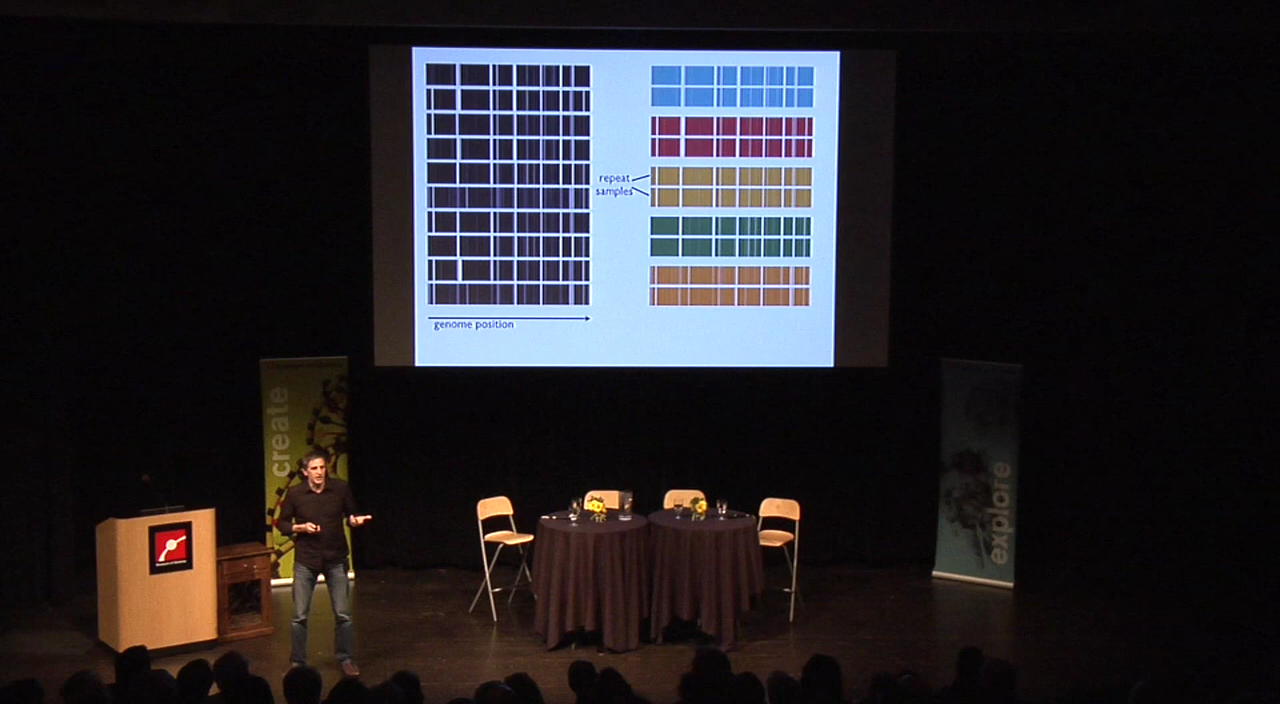 repeat
samples
genome position
create
explore